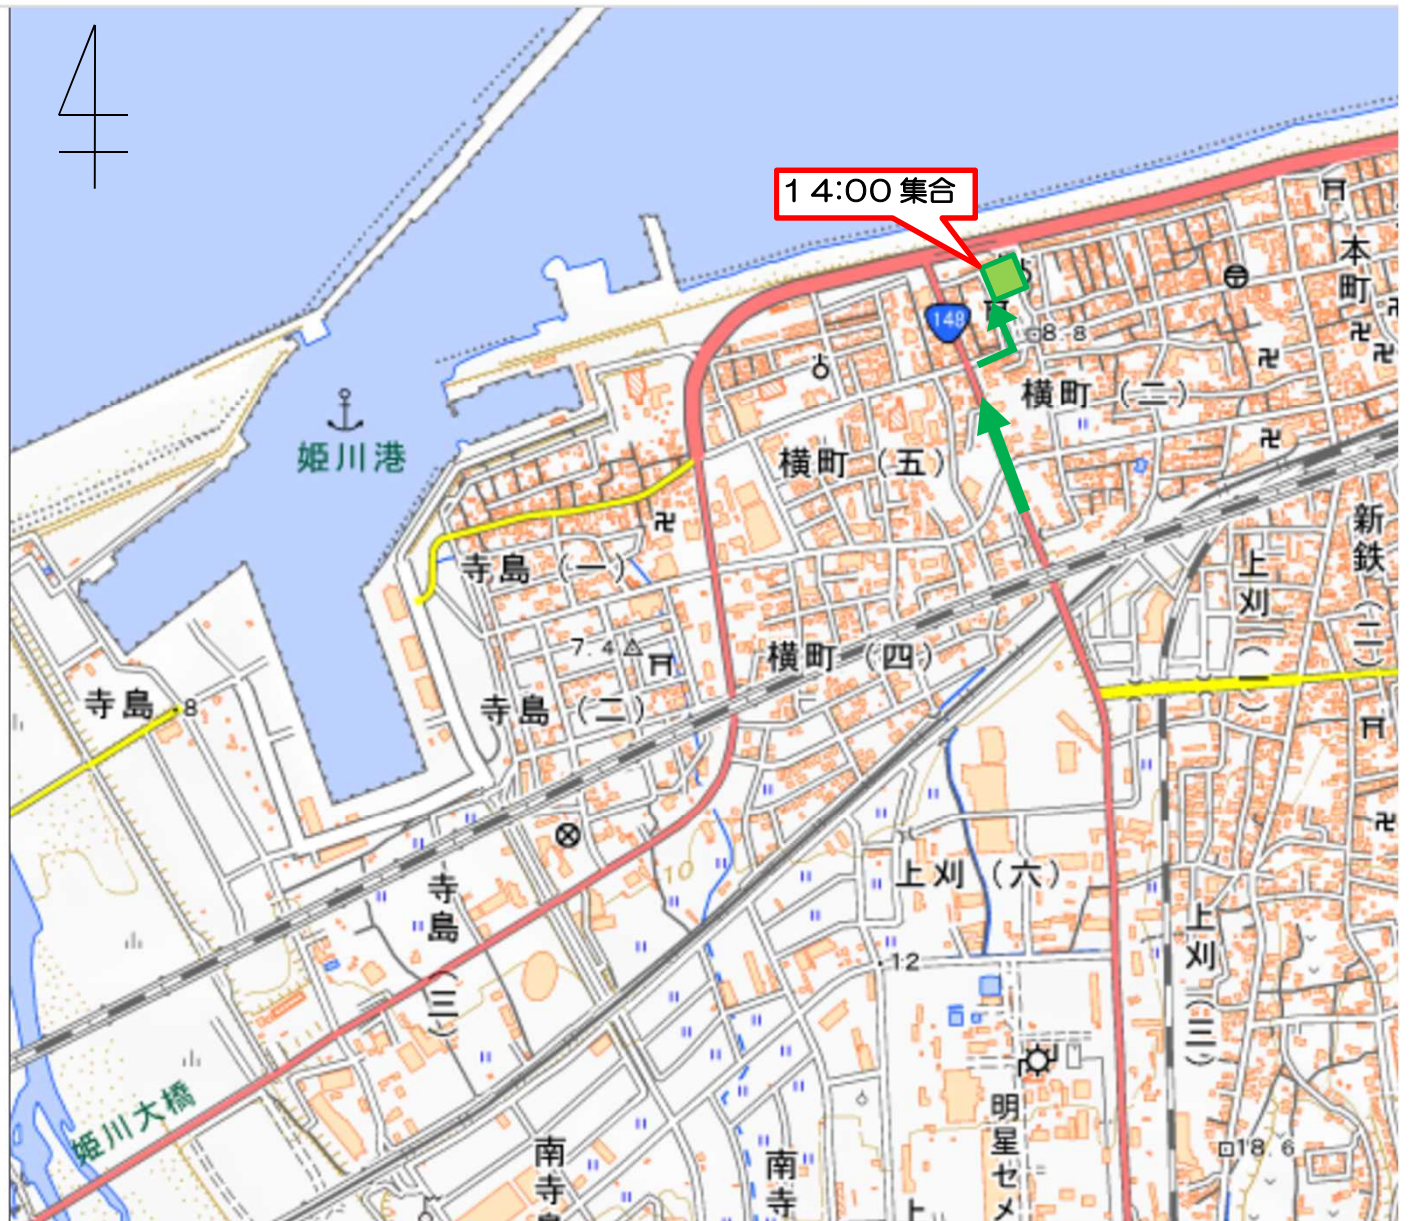 14:00 集合
本町
148
8.8
横町(二)
姫川港
横町(五)
新鉄(二)
寺島(一)
上刈(一)
7.4
横町(四)
寺島
8
寺島(二)
10
上刈(六)
寺島(三)
上刈(三)
12
姫川大橋
明星セメ
18.6
南寺
南寺
上